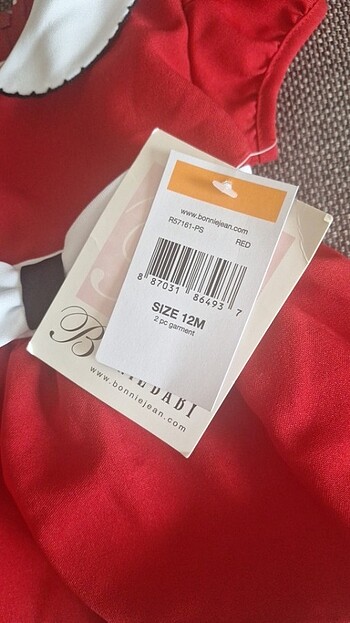 www.bonniejean.com
R57161-PS
RED
8 87031 86493 7
SIZE 12M
2 pc garment
www.bonniejean.com